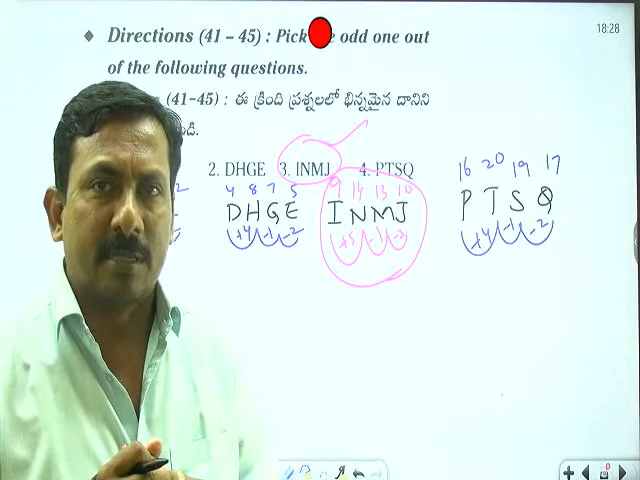 18:28
Directions (41 – 45) : Pick odd one out
of the following questions.
(41-45) : ఈ క్రింది ప్రశ్నలలో భిన్నమైన దానిని
2. DHGE 3. INMJ 4. PTSQ
4 8 7 5 9 14 13 10 16 20 19 17
DHGE INMJ PTSQ
+4 -1 -2 +5 -1 -3 +4 -1 -2